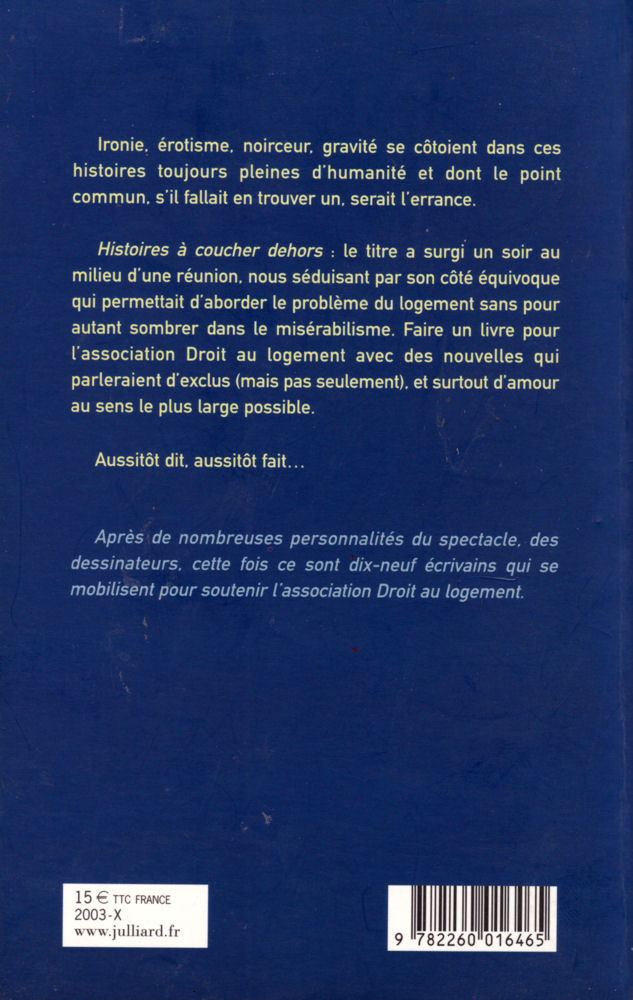 Ironie, érotisme, noirceur, gravité se côtoient dans ces
histoires toujours pleines d'humanité et dont le point
commun, s'il fallait en trouver un, serait l'errance.
Histoires à coucher dehors : le titre a surgi un soir au
milieu d'une réunion, nous séduisant par son côté équivoque
qui permettait d'aborder le problème du logement sans pour
autant sombrer dans le misérabilisme. Faire un livre pour
l'association Droit au logement avec des nouvelles qui
parleraient d'exclus (mais pas seulement), et surtout d'amour
au sens le plus large possible.
Aussitôt dit, aussitôt fait...
Après de nombreuses personnalités du spectacle, des
dessinateurs, cette fois ce sont dix-neuf écrivains qui se
mobilisent pour soutenir l'association Droit au logement.
15 € TTC FRANCE
2003-X
www.julliard.fr
9 782260 016465